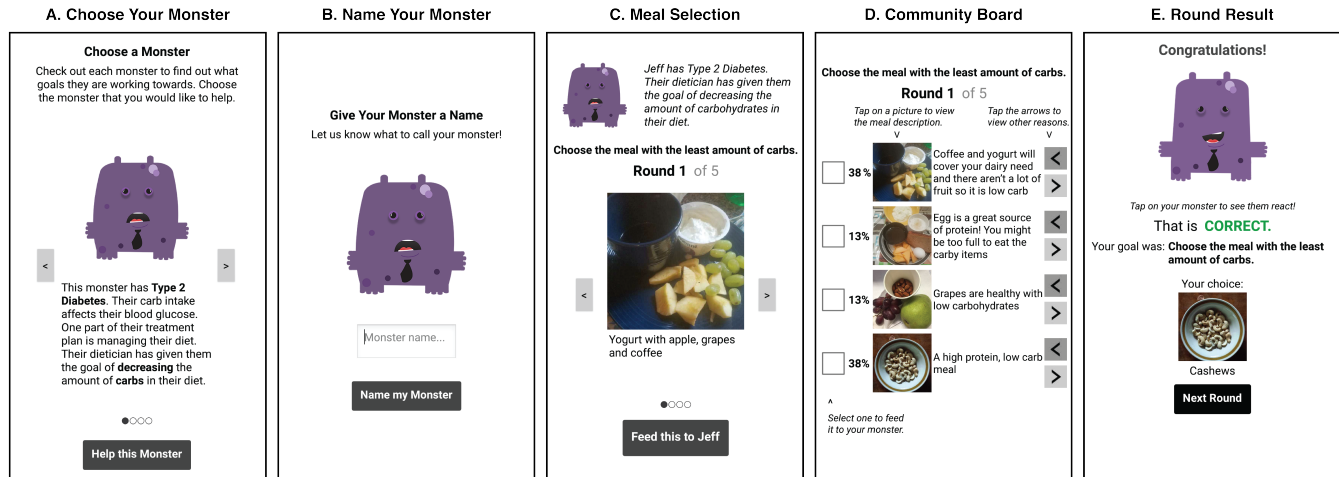 A. Choose Your Monster
Choose a Monster
Check out each monster to find out what
goals they are working towards. Choose
the monster that you would like to help.
<
>
This monster has Type 2
Diabetes. Their carb intake
affects their blood glucose.
One part of their treatment
plan is managing their diet.
Their dietician has given them
the goal of decreasing the
amount of carbs in their diet.
Help this Monster
B. Name Your Monster
Give Your Monster a Name
Let us know what to call your monster!
Monster name...
Name my Monster
C. Meal Selection
Jeff has Type 2 Diabetes.
Their dietician has given them
the goal of decreasing the
amount of carbohydrates in
their diet.
Choose the meal with the least amount of carbs.
Round 1 of 5
<
>
Yogurt with apple, grapes
and coffee
Feed this to Jeff
D. Community Board
Choose the meal with the least amount of carbs.
Round 1 of 5
Tap on a picture to view
the meal description.
Tap the arrows to
view other reasons.
v
v
38%
Coffee and yogurt will
cover your dairy need
and there aren't a lot of
fruit so it is low carb
<
>
13%
Egg is a great source
of protein! You might
be too full to eat the
carby items
<
>
13%
Grapes are healthy with
low carbohydrates
<
>
38%
A high protein, low carb
meal
<
>
^
Select one to feed
it to your monster.
E. Round Result
Congratulations!
Tap on your monster to see them react!
That is CORRECT.
Your goal was: Choose the meal with the least
amount of carbs.
Your choice:
Cashews
Next Round